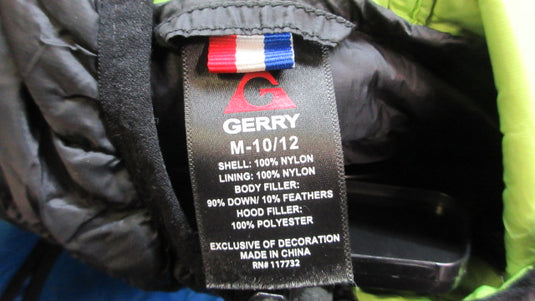 G
GERRY
M-10/12
SHELL: 100% NYLON
LINING: 100% NYLON
BODY FILLER:
90% DOWN/ 10% FEATHERS
HOOD FILLER:
100% POLYESTER
EXCLUSIVE OF DECORATION
MADE IN CHINA
RN# 117732